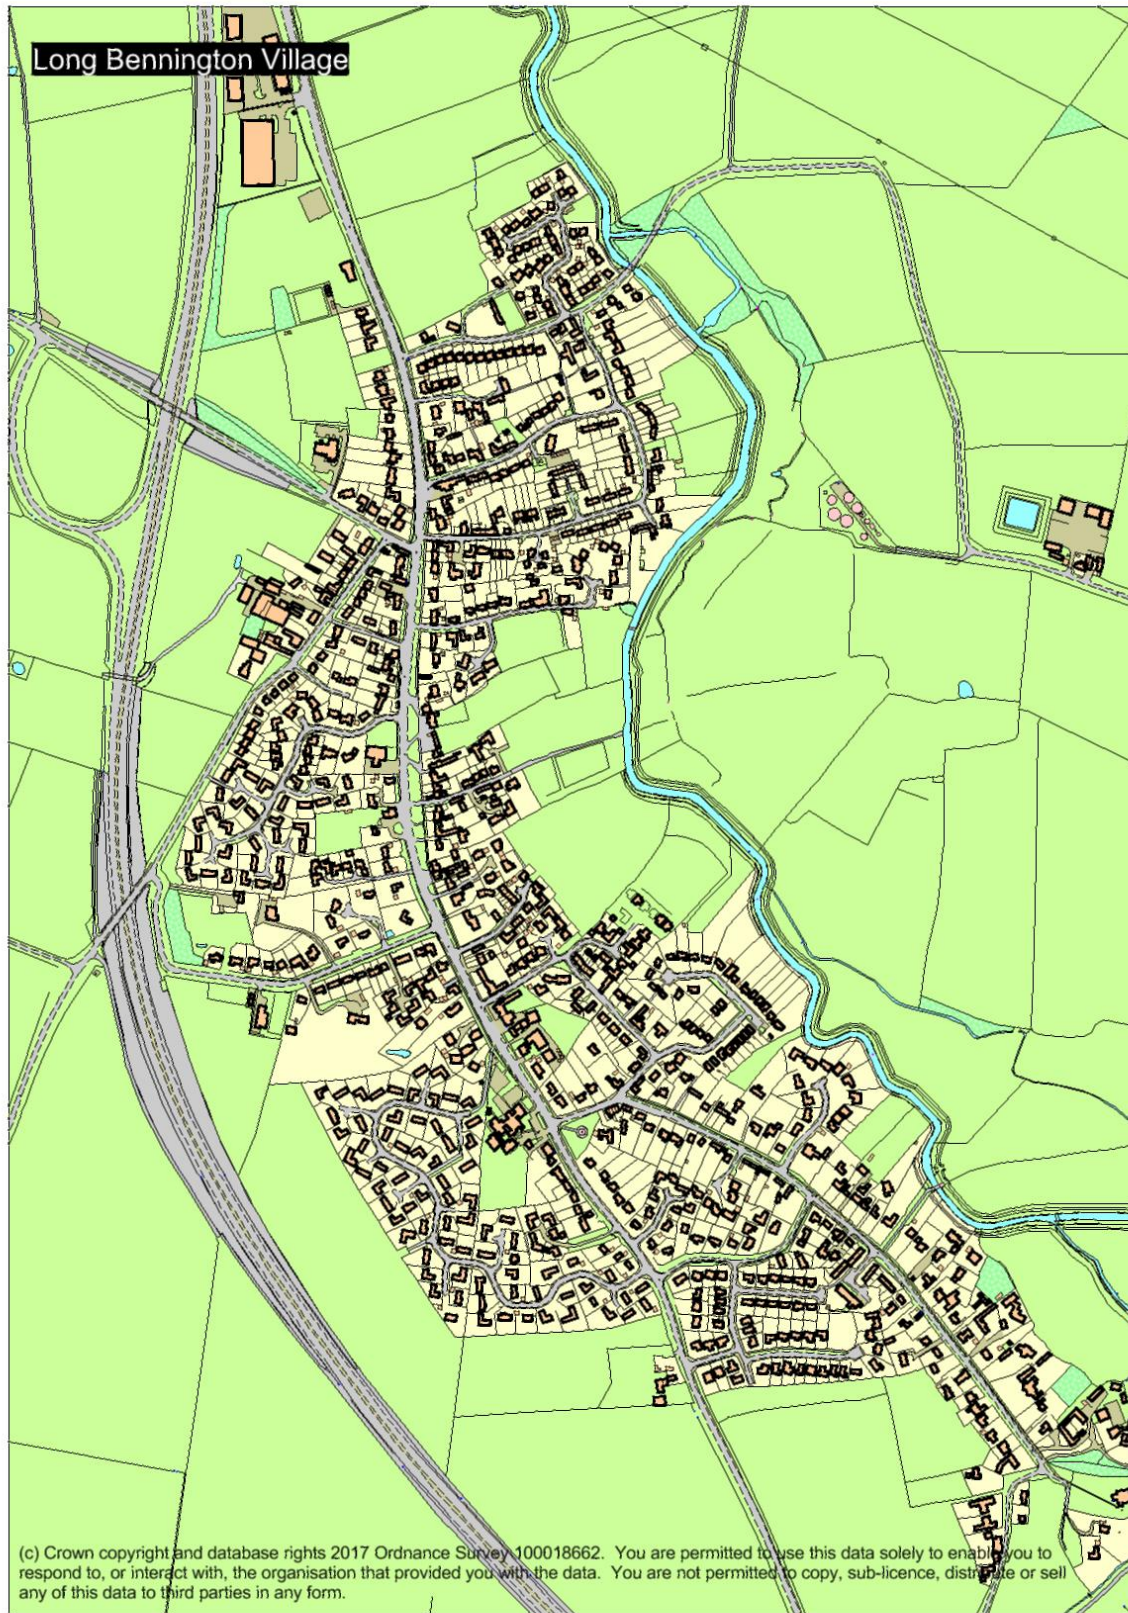 Long Bennington Village
(c) Crown copyright and database rights 2017 Ordnance Survey 100018662. You are permitted to use this data solely to enable you to
respond to, or interact with, the organisation that provided you with the data. You are not permitted to copy, sub-licence, distribute or sell
any of this data to third parties in any form.